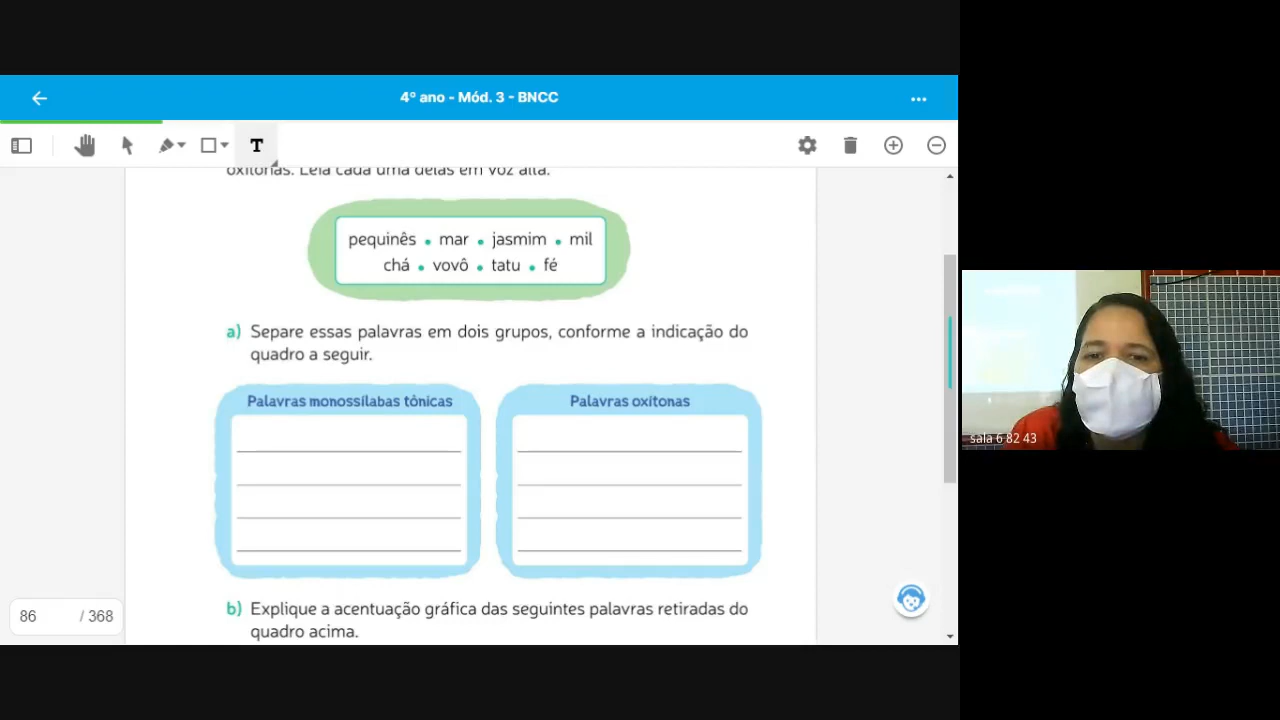 4º ano - Mód. 3 - BNCC
T
oxítonas. Leia cada uma delas em voz alta.
pequinês • mar • jasmim • mil
chá • vovô • tatu • fé
a) Separe essas palavras em dois grupos, conforme a indicação do
quadro a seguir.
Palavras monossílabas tônicas
Palavras oxítonas
b) Explique a acentuação gráfica das seguintes palavras retiradas do
quadro acima.
86 / 368
sala 6 82 43